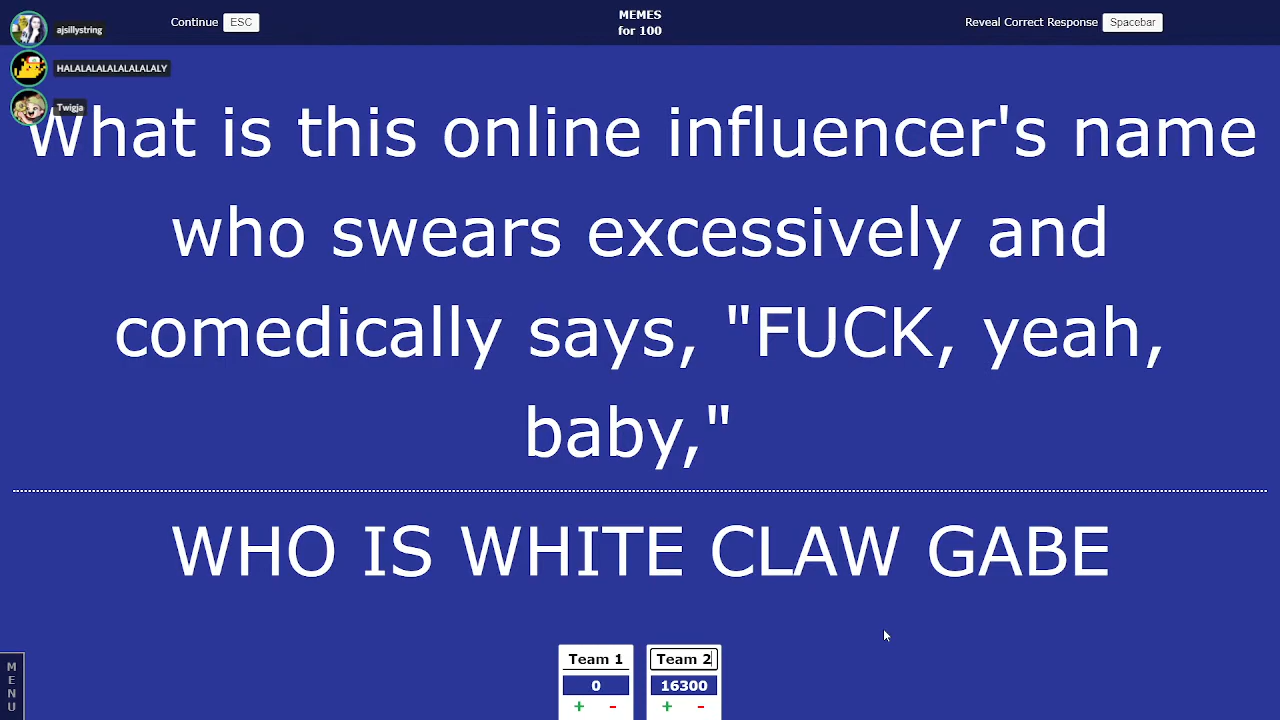 ajsillystring
HALALALALALALALALY
Twigja
Continue ESC
MEMES
for 100
Reveal Correct Response Spacebar
What is this online influencer's name
who swears excessively and
comedically says, "FUCK, yeah,
baby,"
WHO IS WHITE CLAW GABE
MENU
Team 1
0
+ -
Team 2
16300
+ -